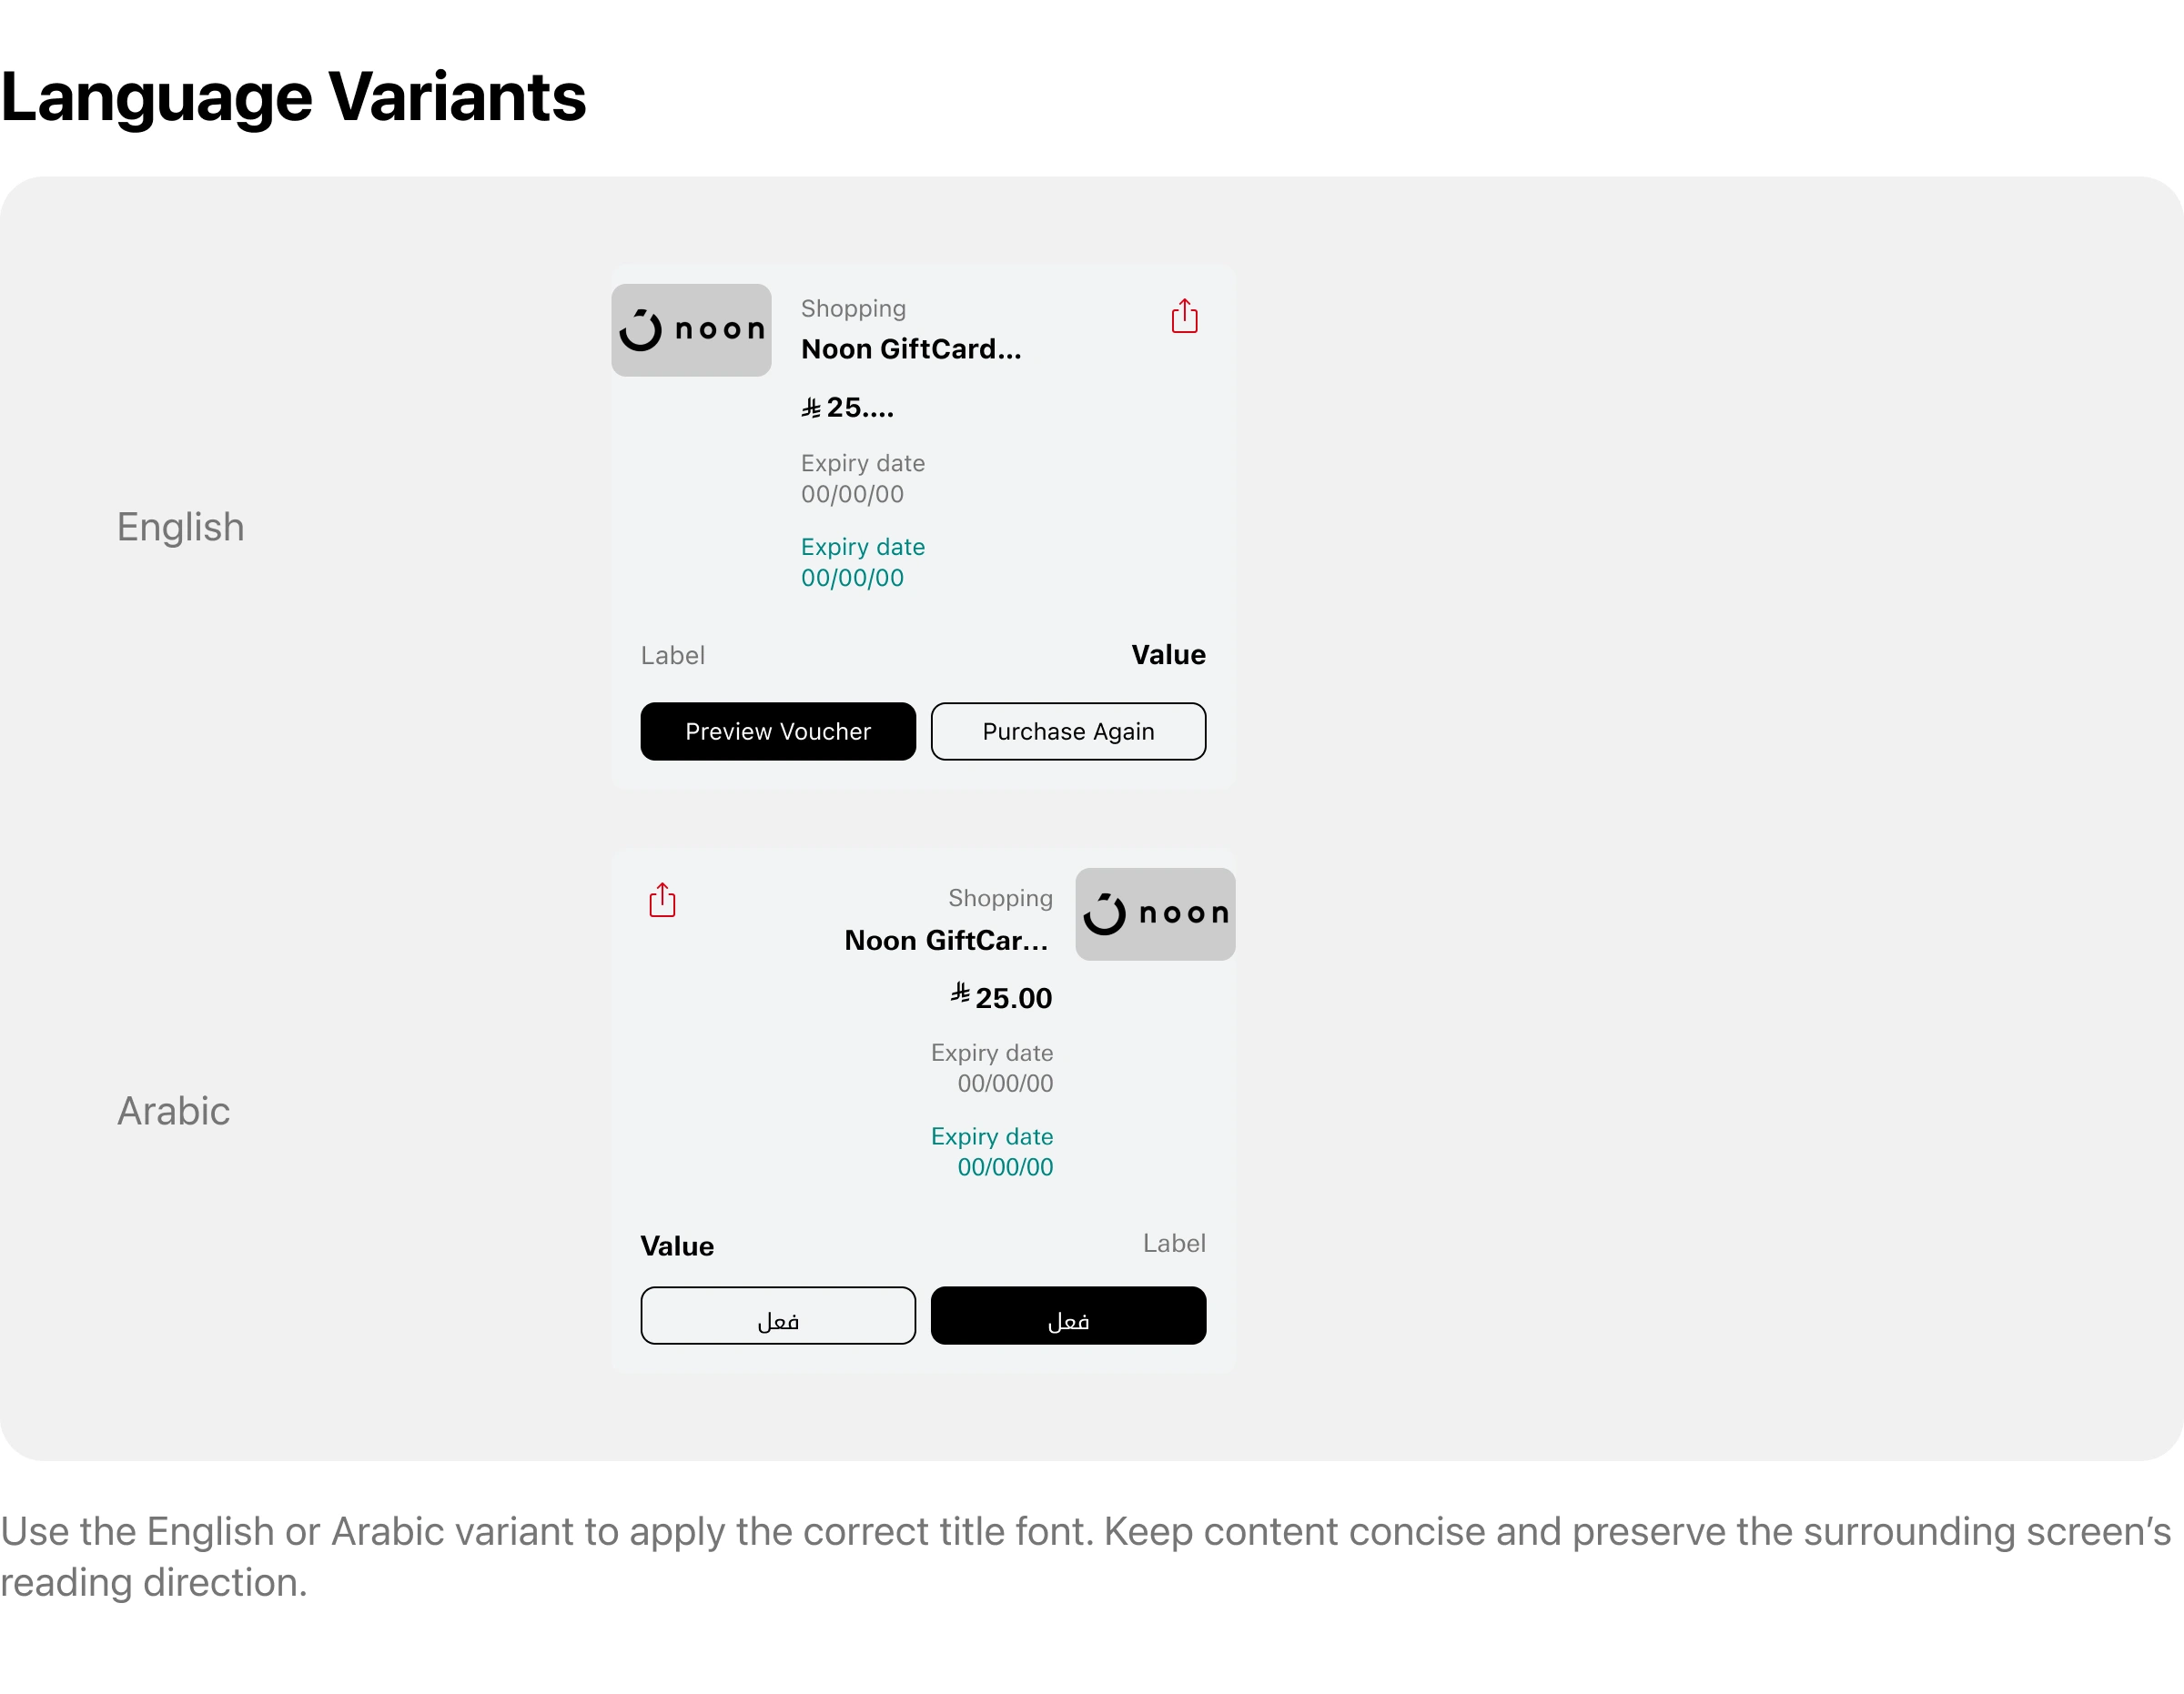 Language Variants
English
noon
Shopping
Noon GiftCard...
⃁ 25....
Expiry date
00/00/00
Expiry date
00/00/00
Label
Value
Preview Voucher
Purchase Again
Arabic
noon
Shopping
Noon GiftCar...
⃁ 25.00
Expiry date
00/00/00
Expiry date
00/00/00
Label
Value
فعل
فعل
Use the English or Arabic variant to apply the correct title font. Keep content concise and preserve the surrounding screen’s
reading direction.